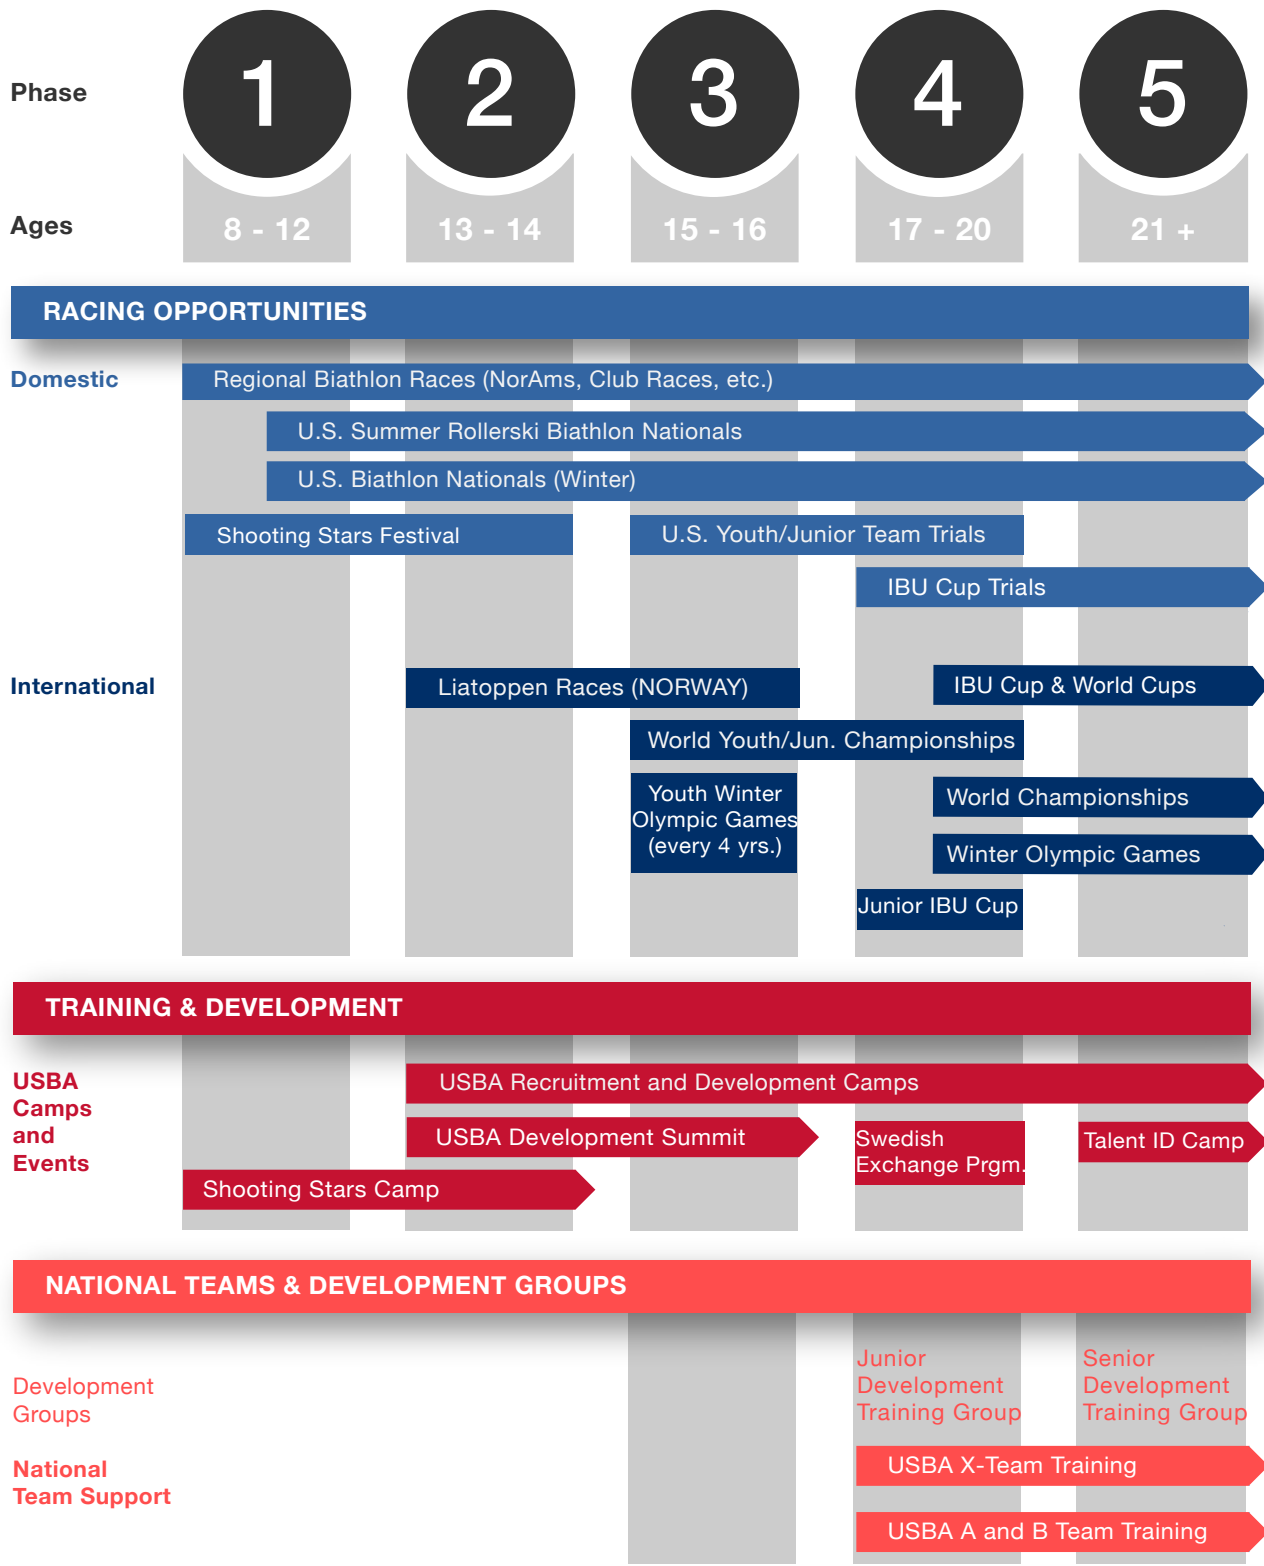 Phase
1
2
3
4
5
Ages
8 - 12
13 - 14
15 - 16
17 - 20
21 +
RACING OPPORTUNITIES
Domestic
Regional Biathlon Races (NorAms, Club Races, etc.)
U.S. Summer Rollerski Biathlon Nationals
U.S. Biathlon Nationals (Winter)
Shooting Stars Festival
U.S. Youth/Junior Team Trials
IBU Cup Trials
International
Liatoppen Races (NORWAY)
IBU Cup & World Cups
World Youth/Jun. Championships
Youth Winter
Olympic Games
(every 4 yrs.)
World Championships
Winter Olympic Games
Junior IBU Cup
TRAINING & DEVELOPMENT
USBA
Camps
and
Events
USBA Recruitment and Development Camps
USBA Development Summit
Swedish
Exchange Prgm.
Talent ID Camp
Shooting Stars Camp
NATIONAL TEAMS & DEVELOPMENT GROUPS
Development
Groups
Junior
Development
Training Group
Senior
Development
Training Group
National
Team Support
USBA X-Team Training
USBA A and B Team Training